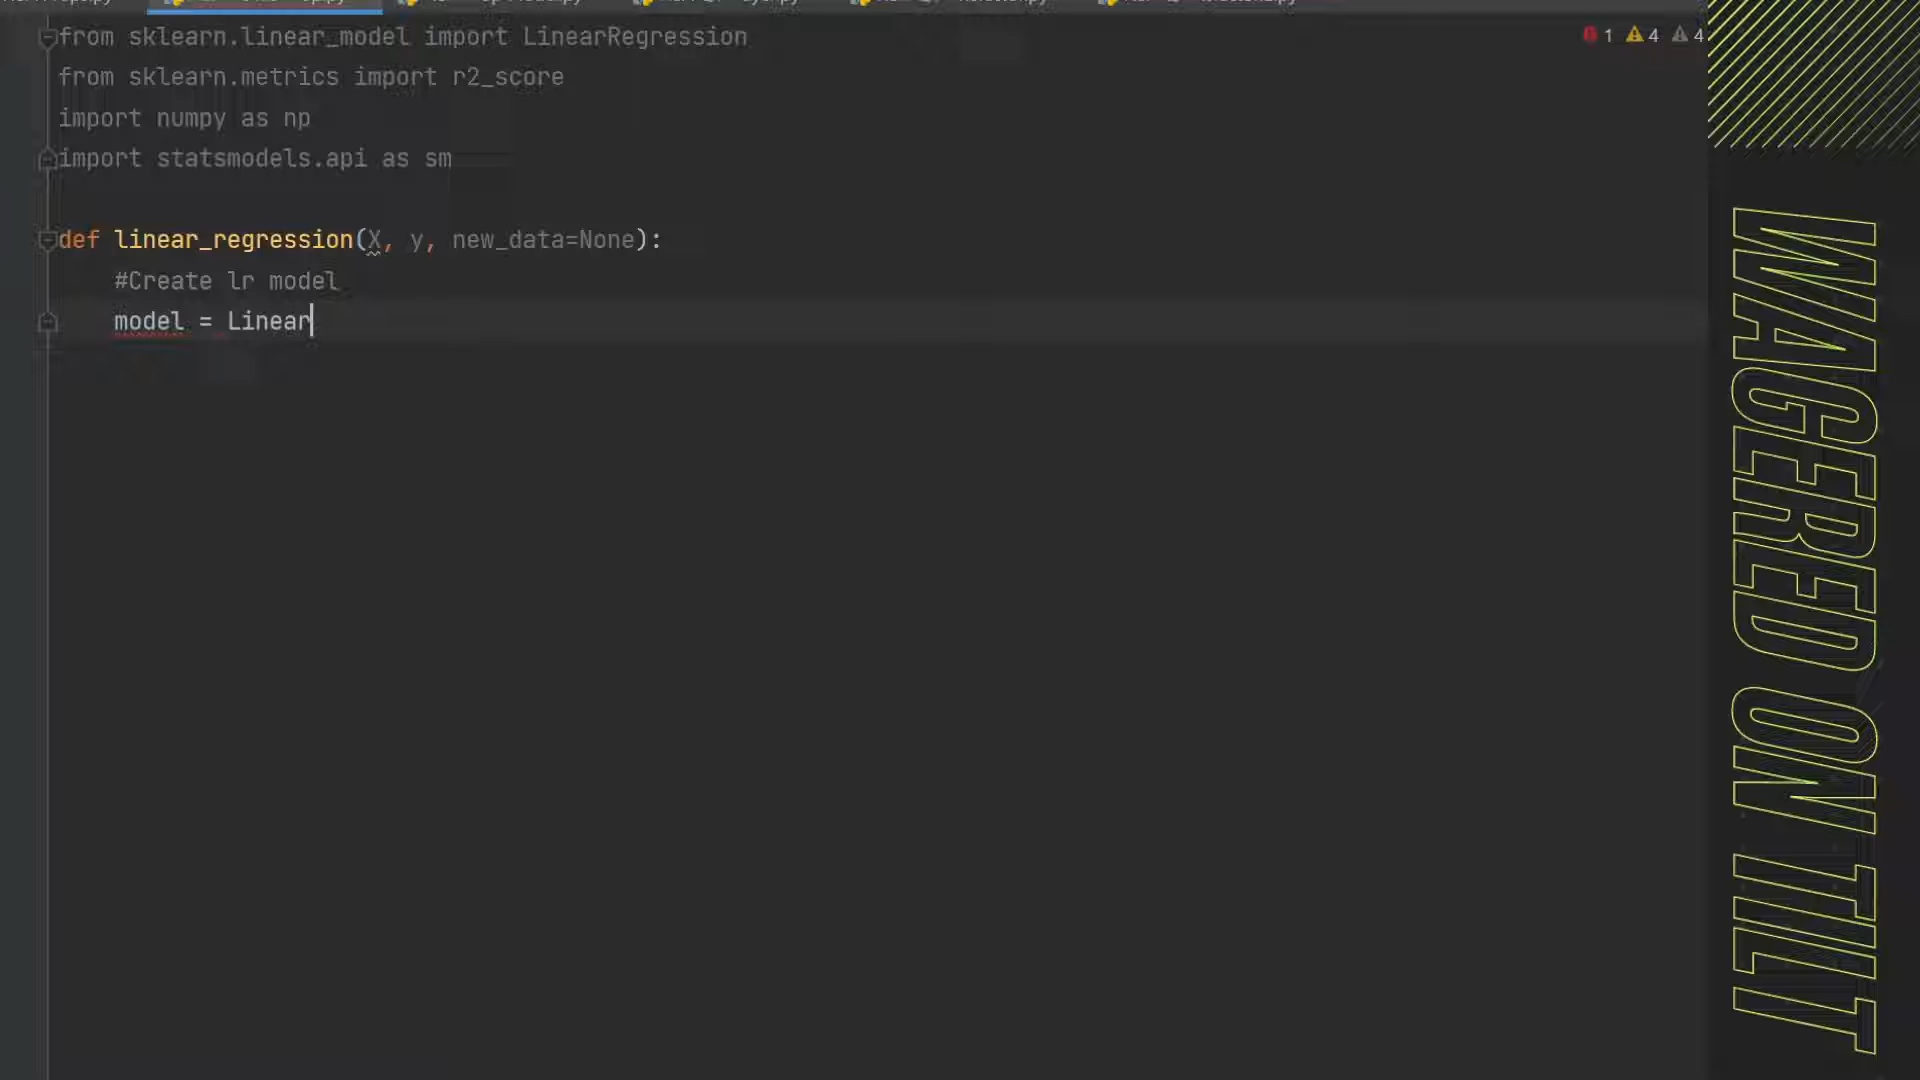 from sklearn.linear_model import LinearRegression
from sklearn.metrics import r2_score
import numpy as np
import statsmodels.api as sm
def linear_regression(X, y, new_data=None):
#Create lr model
model = Linear
1 4 4
WAGERED ON TILT